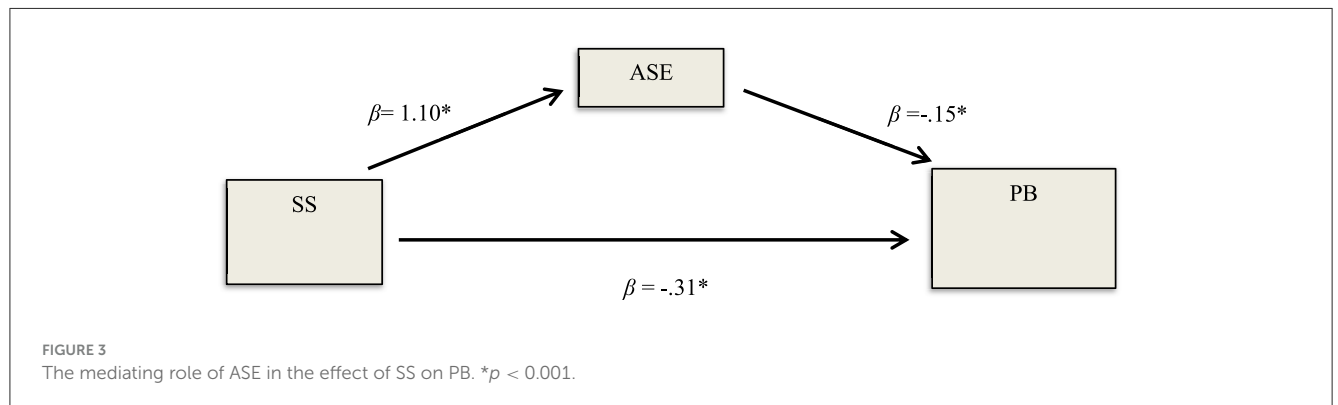 ASE
β= 1.10*
β =-.15*
SS
PB
β = -.31*
FIGURE 3
The mediating role of ASE in the effect of SS on PB. *p < 0.001.